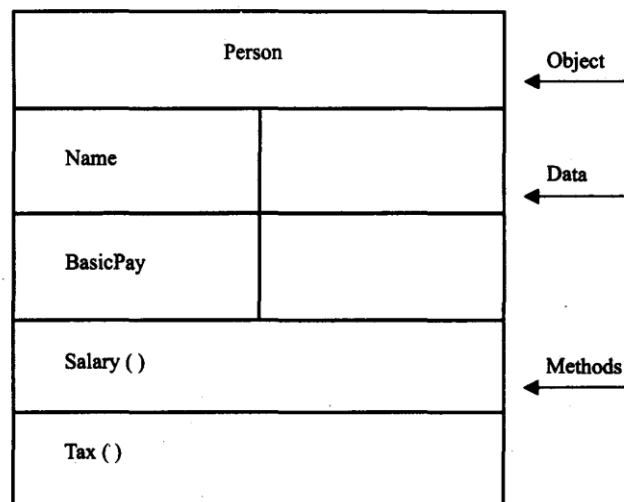 Person
Object
Name
Data
BasicPay
Salary ( )
Methods
Tax ( )